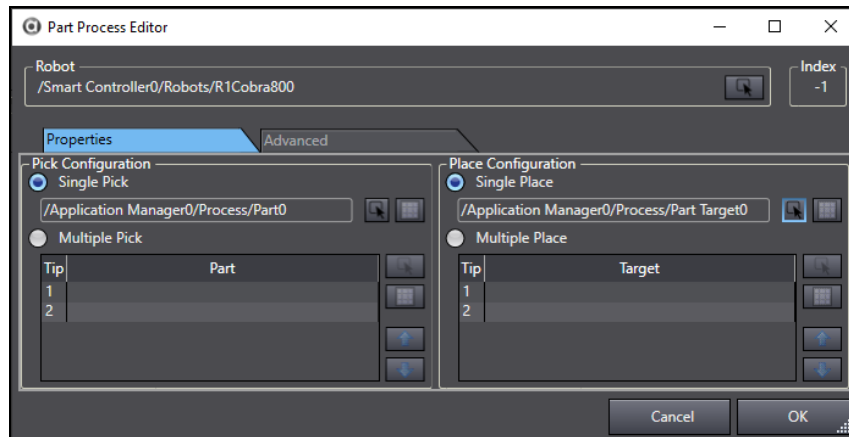 Part Process Editor
Robot
/Smart Controller0/Robots/R1Cobra800
Index
-1
Properties
Advanced
Pick Configuration
Single Pick
/Application Manager0/Process/Part0
Multiple Pick
Tip Part
1
2
Place Configuration
Single Place
/Application Manager0/Process/Part Target0
Multiple Place
Tip Target
1
2
Cancel
OK